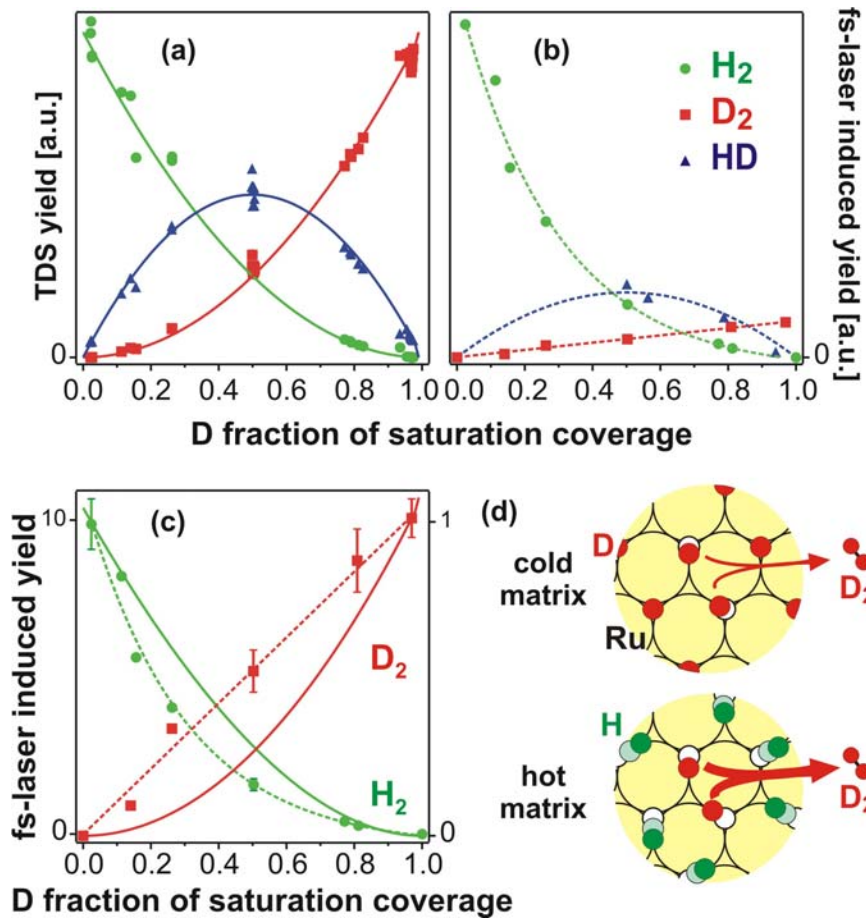 (a)
TDS yield [a.u.]
0
0.0 0.2 0.4 0.6 0.8 1.0
(b)
H2
D2
HD
fs-laser induced yield [a.u.]
0
0.0 0.2 0.4 0.6 0.8 1.0
D fraction of saturation coverage
(c)
fs-laser induced yield
10
0
1
0
D2
H2
0.0 0.2 0.4 0.6 0.8 1.0
D fraction of saturation coverage
(d)
cold
matrix
D
Ru
D2
hot
matrix
H
D2